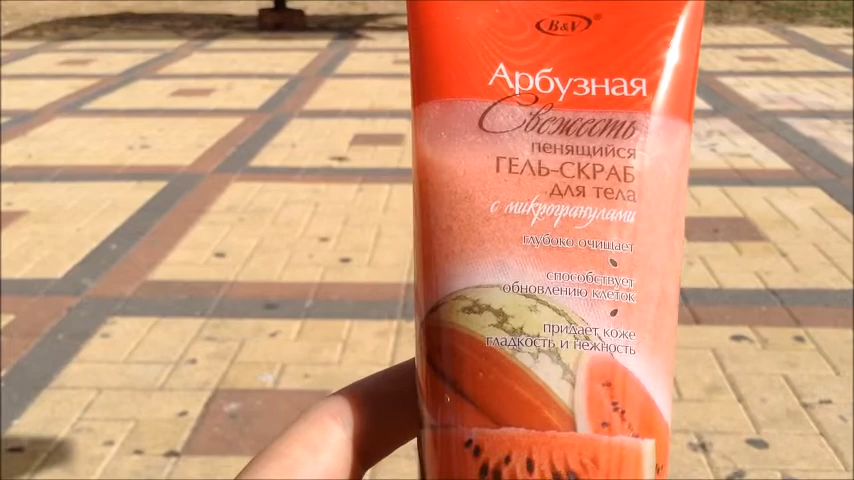 B&V®
Арбузная
Свежесть
пенящийся
ГЕЛЬ-СКРАБ
для тела
с микрогранулами
глубоко очищает
способствует
обновлению клеток
придает коже
гладкость и нежность